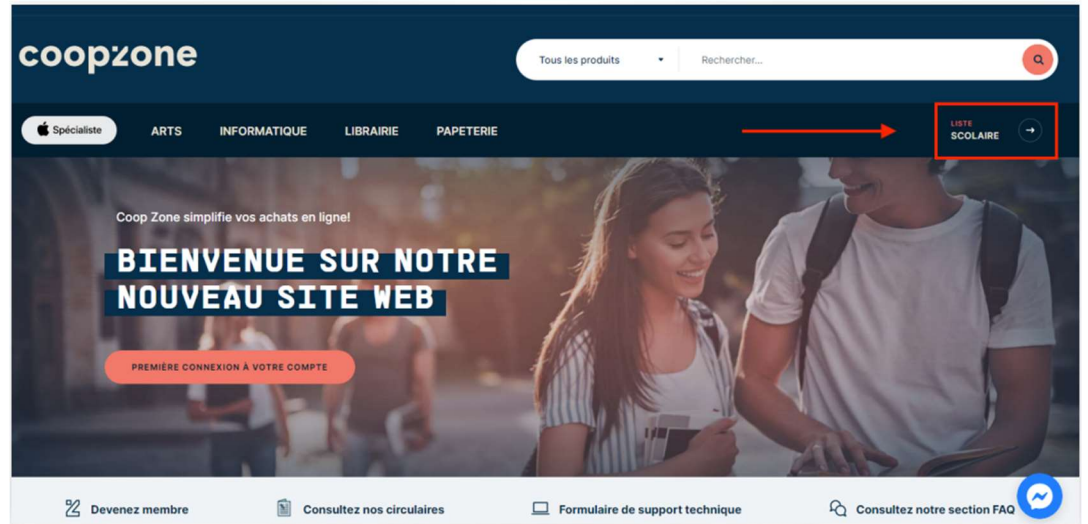 coopzone
Tous les produits
Rechercher...
Spécialiste
ARTS
INFORMATIQUE
LIBRAIRIE
PAPETERIE
LISTE
SCOLAIRE
Coop Zone simplifie vos achats en ligne!
BIENVENUE SUR NOTRE
NOUVEAU SITE WEB
PREMIÈRE CONNEXION À VOTRE COMPTE
Devenez membre
Consultez nos circulaires
Formulaire de support technique
Consultez notre section FAQ